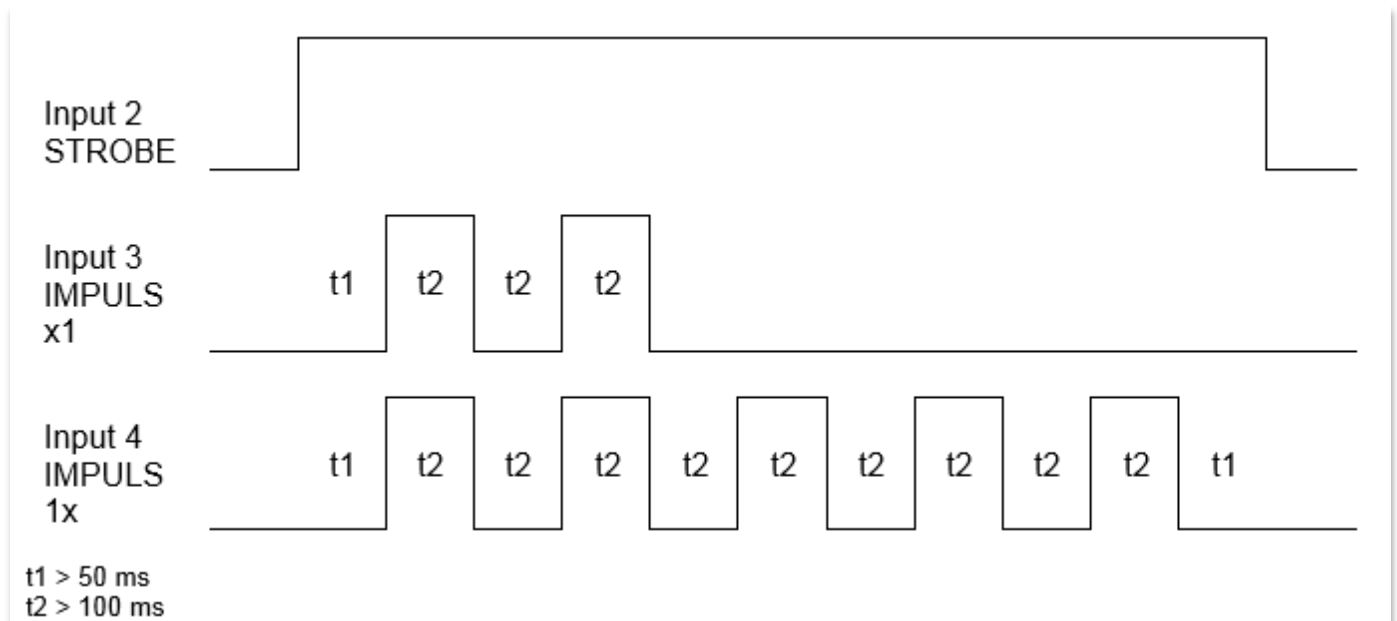 Input 2
STROBE
Input 3
IMPULS
x1
t1 t2 t2 t2
Input 4
IMPULS
1x
t1 t2 t2 t2 t2 t2 t2 t2 t2 t2 t1
t1 > 50 ms
t2 > 100 ms